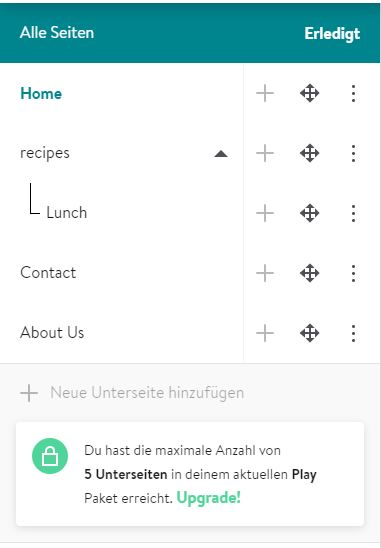 Alle Seiten Erledigt
Home
recipes
Lunch
Contact
About Us
Neue Unterseite hinzufügen
Du hast die maximale Anzahl von
5 Unterseiten in deinem aktuellen Play
Paket erreicht. Upgrade!